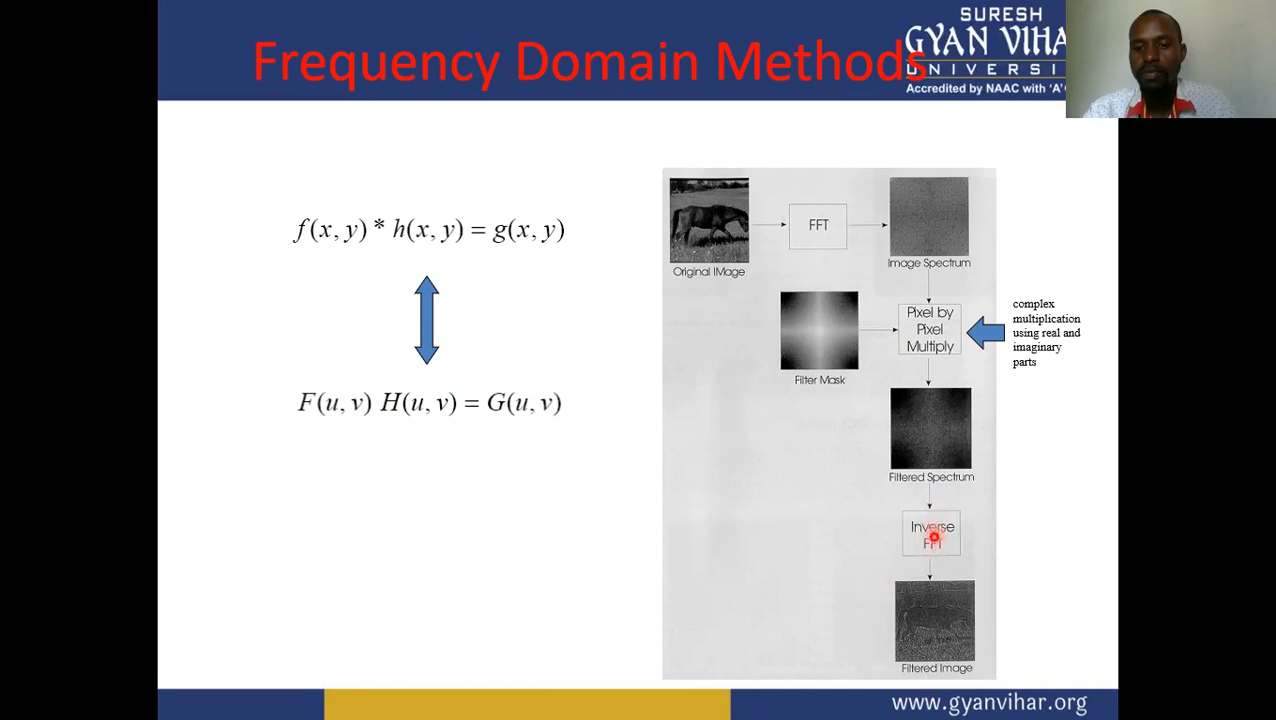 Frequency Domain Methods
SURESH
GYAN VIHA
UNIVERSI
Accredited by NAAC with 'A'
f(x, y) * h(x, y) = g(x, y)
F(u, v) H(u, v) = G(u, v)
FFT
Original IMage
Image Spectrum
Pixel by
Pixel
Multiply
complex
multiplication
using real and
imaginary
parts
Filter Mask
Filtered Spectrum
Inverse
FFT
Filtered Image
www.gyanvihar.org